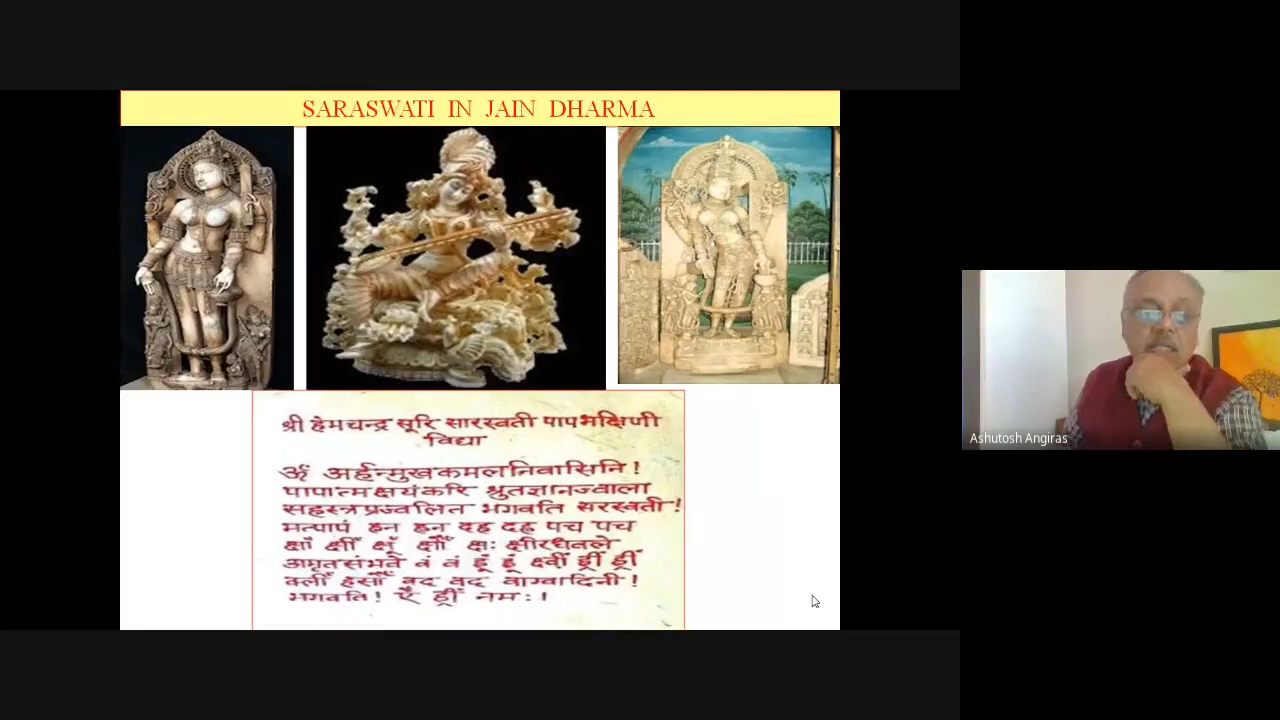 SARASWATI IN JAIN DHARMA
श्री हेमचन्द्र सूरि सारस्वती पापभक्षिणी
विद्या
ॐ अर्हन्मुखकमलनिवासिनि !
पापात्मक्षयंकरि श्रुतज्ञानज्वाला
सहस्त्रप्रज्वलित भगवति सरस्वती !
मत्पापं हन हन दह दह पच पच
क्षाँ क्षीँ क्षूँ क्षौँ क्षः क्षीरधवले
अमृतसंभवे वं वं
वद वद वाग्वादिनी !
भगवति ! ऐँ ह्रीँ नमः ।
Ashutosh Angiras